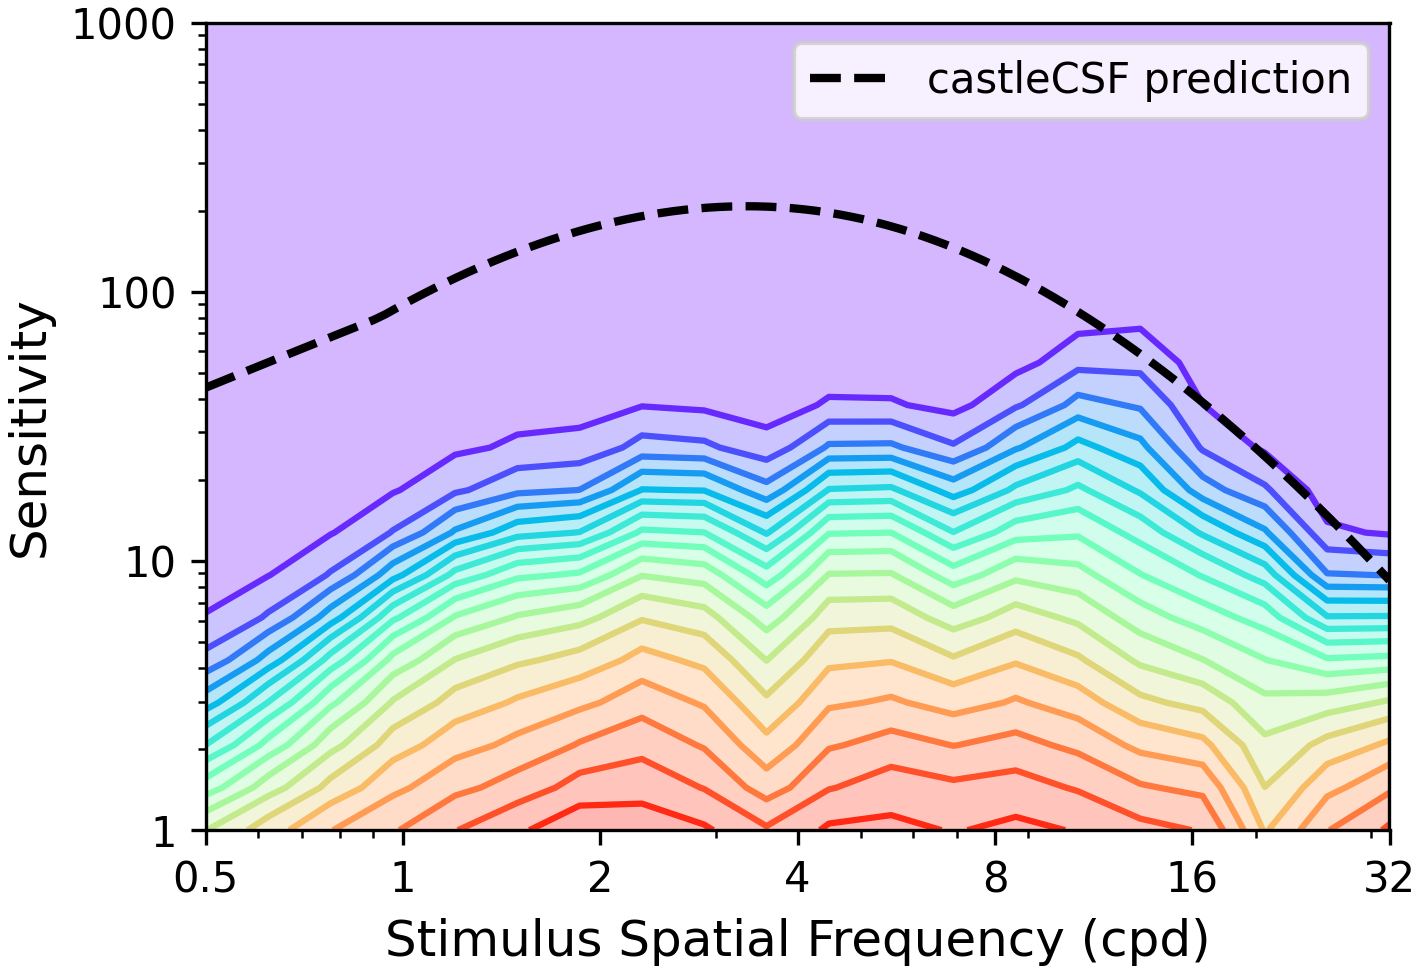 1000
100
10
1
Sensitivity
castleCSF prediction
0.5 1 2 4 8 16 32
Stimulus Spatial Frequency (cpd)